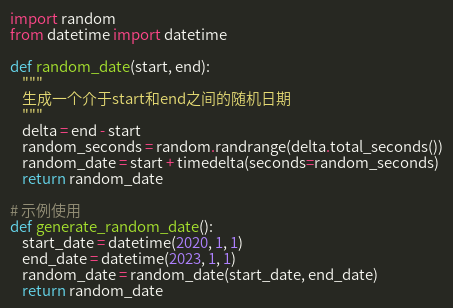 import random
from datetime import datetime

def random_date(start, end):
    """
    生成一个介于start和end之间的随机日期
    """
    delta = end - start
    random_seconds = random.randrange(delta.total_seconds())
    random_date = start + timedelta(seconds=random_seconds)
    return random_date

# 示例使用
def generate_random_date():
    start_date = datetime(2020, 1, 1)
    end_date = datetime(2023, 1, 1)
    random_date = random_date(start_date, end_date)
    return random_date